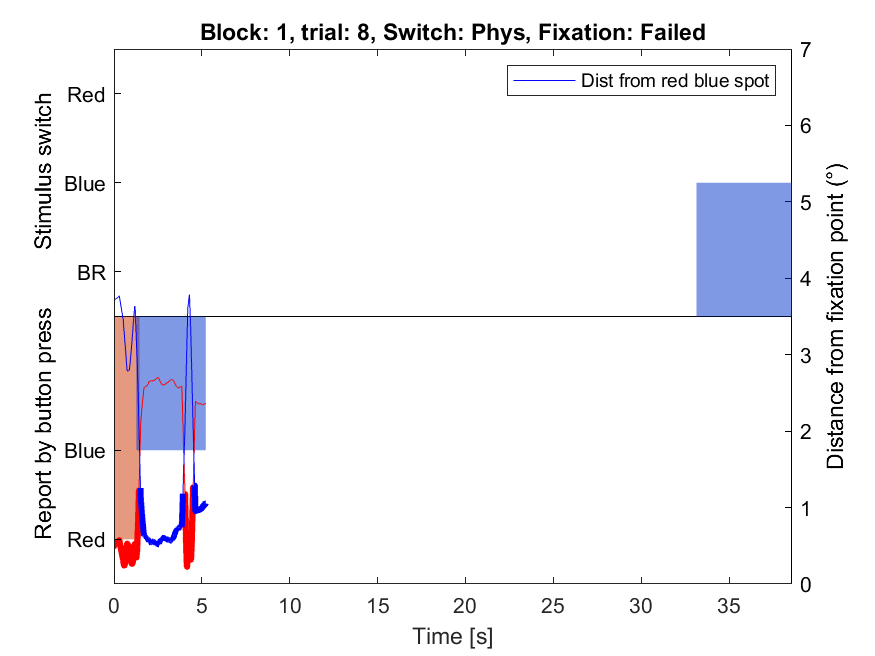 Block: 1, trial: 8, Switch: Phys, Fixation: Failed
Dist from red blue spot
Stimulus switch
Red
Blue
BR
Report by button press
Blue
Red
7
6
5
4
3
2
1
0
Distance from fixation point (°)
0 5 10 15 20 25 30 35
Time [s]